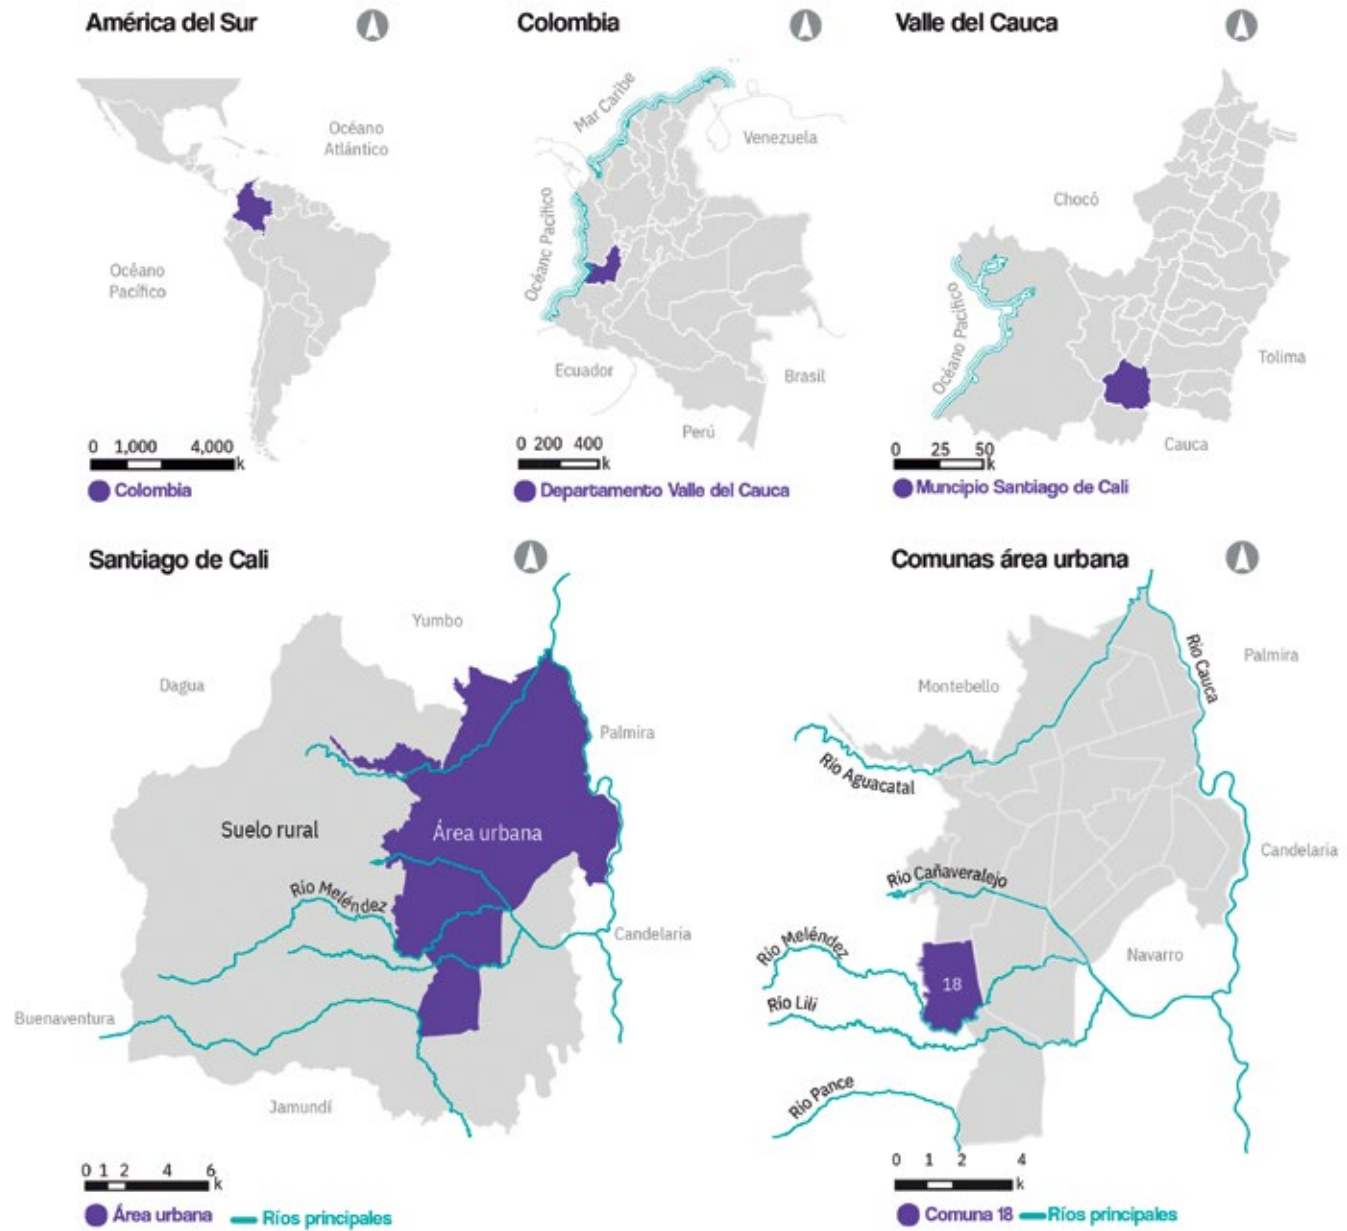 América del Sur
Océano
Atlántico
Océano
Pacífico
0 1,000 4,000
k
Colombia
Colombia
Mar Caribe
Venezuela
Océano Pacífico
Ecuador
Brasil
Perú
0 200 400
k
Departamento Valle del Cauca
Valle del Cauca
Chocó
Océano Pacífico
Tolima
Cauca
0 25 50
k
Muncipio Santiago de Cali
Santiago de Cali
Yumbo
Dagua
Palmira
Suelo rural
Área urbana
Río Meléndez
Candelaria
Buenaventura
Jamundí
0 1 2 4 6
k
Área urbana
Ríos principales
Comunas área urbana
Río Cauca
Palmira
Montebello
Río Aguacatal
Candelaria
Río Cañaveralejo
Río Meléndez
Navarro
18
Río Lili
Río Pance
0 1 2 4
k
Comuna 18
Ríos principales